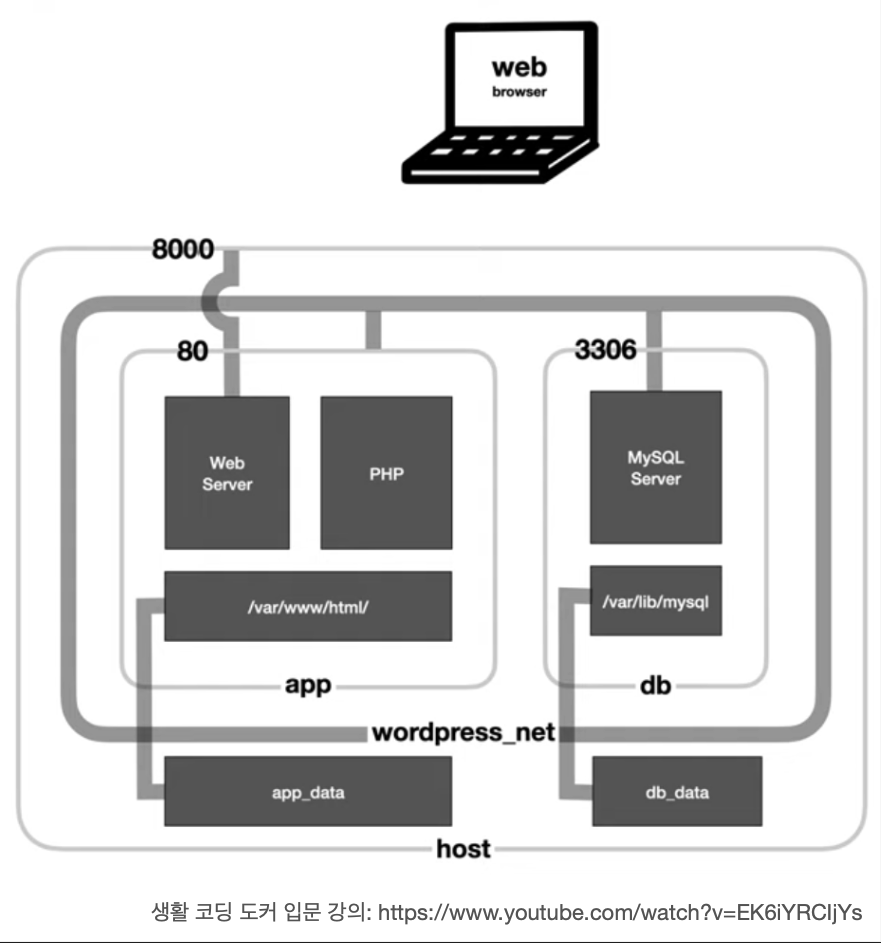 web
browser
8000
80
3306
Web
Server
PHP
MySQL
Server
/var/www/html/
/var/lib/mysql
app
db
wordpress_net
app_data
db_data
host
생활 코딩 도커 입문 강의: https://www.youtube.com/watch?v=EK6iYRCIjYs